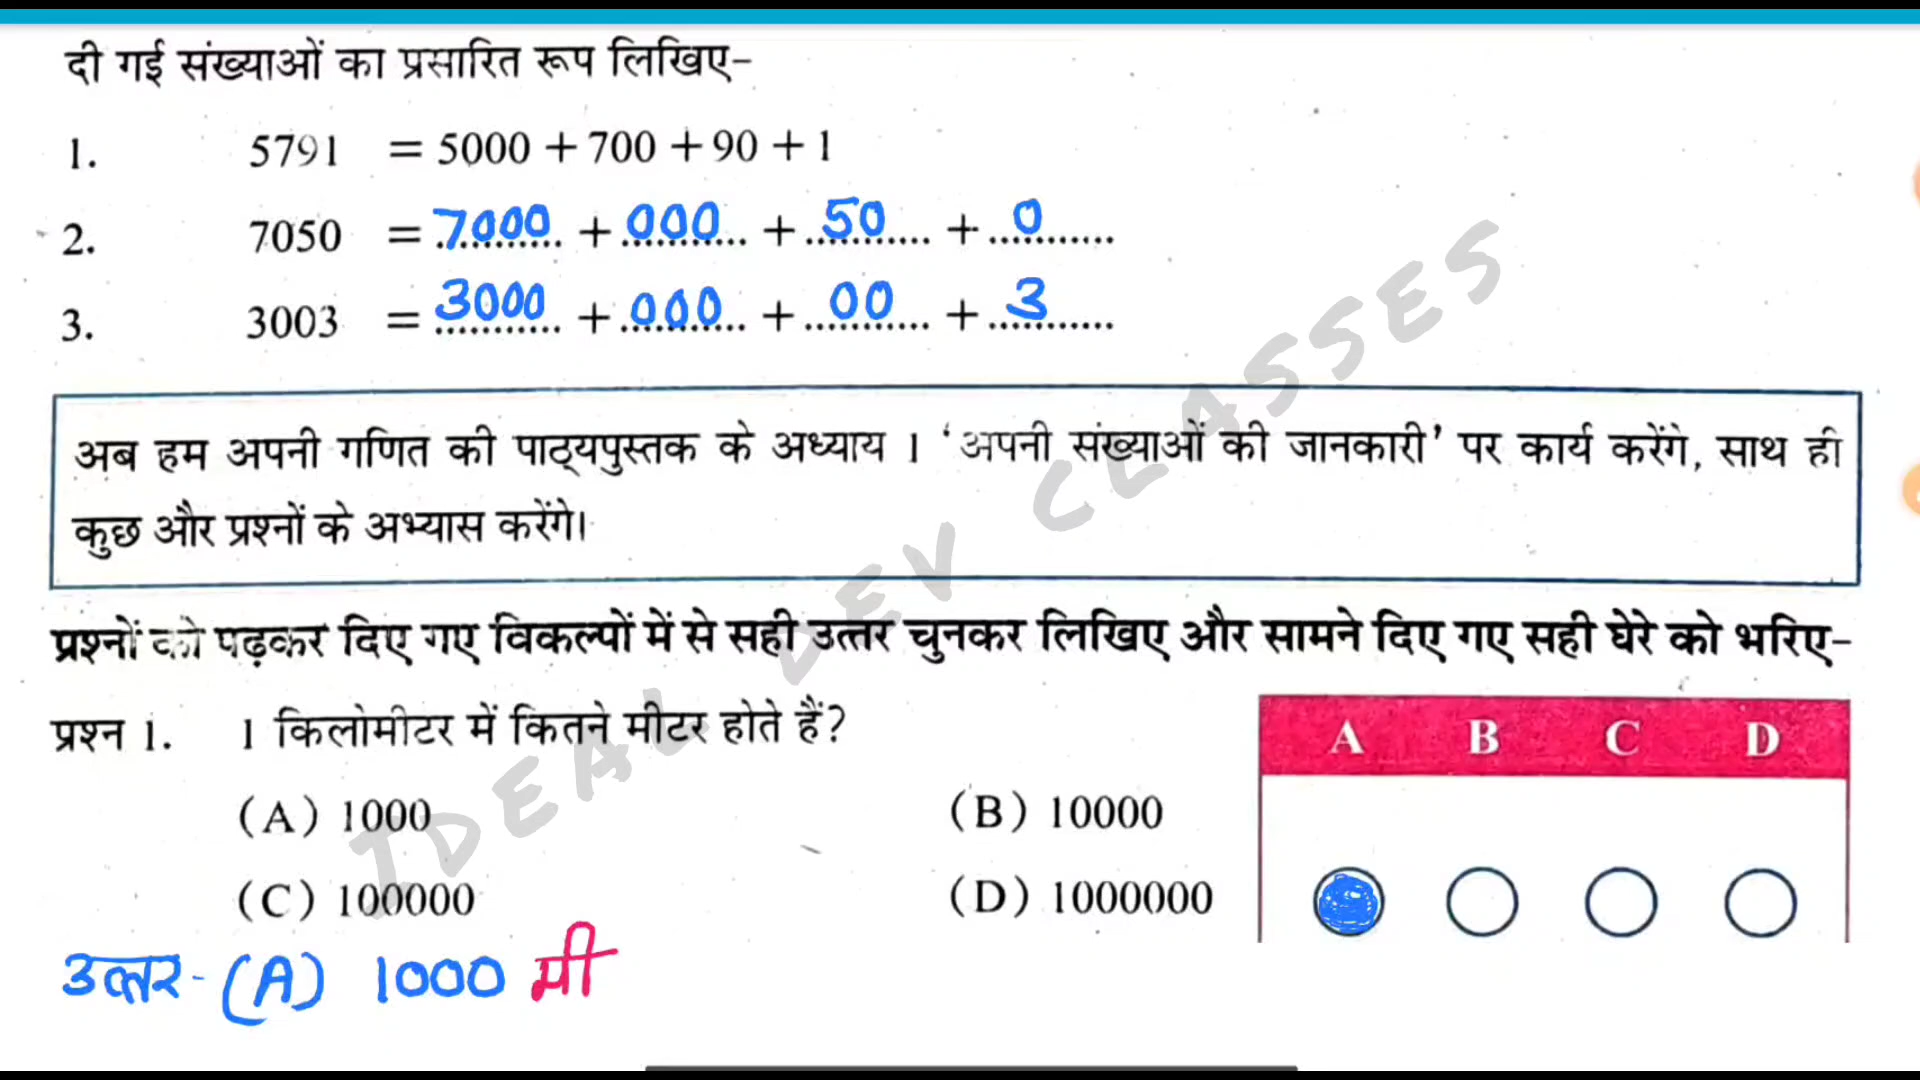 दी गई संख्याओं का प्रसारित रूप लिखिए-
1. 5791 = 5000 + 700 + 90 + 1
2. 7050 = 7000 + 000 + 50 + 0
3. 3003 = 3000 + 000 + 00 + 3
अब हम अपनी गणित की पाठ्यपुस्तक के अध्याय 1 ‘अपनी संख्याओं की जानकारी’ पर कार्य करेंगे, साथ ही
कुछ और प्रश्नों के अभ्यास करेंगे।
प्रश्नों को पढ़कर दिए गए विकल्पों में से सही उत्तर चुनकर लिखिए और सामने दिए गए सही घेरे को भरिए-
प्रश्न 1. 1 किलोमीटर में कितने मीटर होते हैं?
A B C D
(A) 1000 (B) 10000
(C) 100000 (D) 1000000
उत्तर- (A) 1000 मी
IDEAL DEV CLASSES